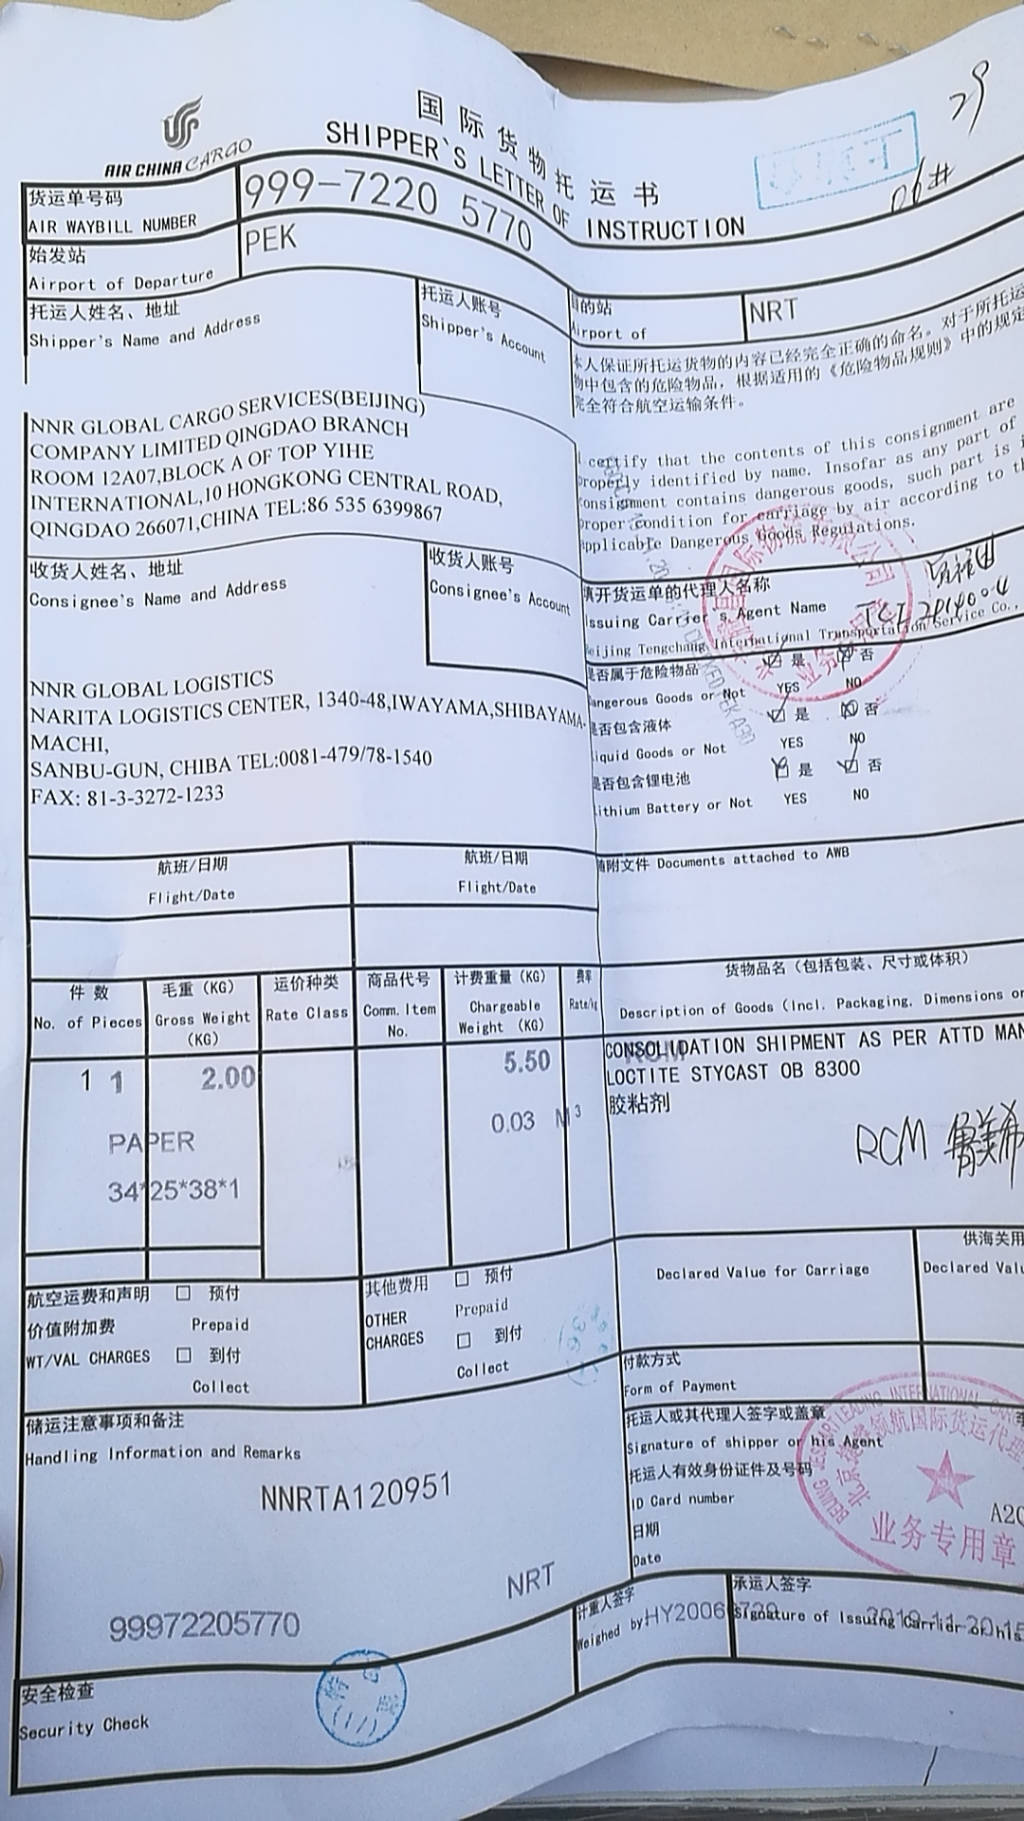 AIR CHINA CARGO
国际货物托运书
SHIPPER`S LETTER OF INSTRUCTION
29
06#
货运单号码
AIR WAYBILL NUMBER
999-7220 5770
始发站
Airport of Departure
PEK
的站
Airport of
NRT
托运人姓名、地址
Shipper's Name and Address
托运人账号
Shipper's Account
NNR GLOBAL CARGO SERVICES(BEIJING)
COMPANY LIMITED QINGDAO BRANCH
ROOM 12A07,BLOCK A OF TOP YIHE
INTERNATIONAL,10 HONGKONG CENTRAL ROAD,
QINGDAO 266071,CHINA TEL:86 535 6399867
本人保证所托运货物的内容已经完全正确的命名。对于所托运
物中包含的危险物品，根据适用的《危险物品规则》中的规定
完全符合航空运输条件。
I certify that the contents of this consignment are
properly identified by name. Insofar as any part of
consignment contains dangerous goods, such part is i
proper condition for carriage by air according to th
applicable Dangerous Goods Regulations.
收货人姓名、地址
Consignee's Name and Address
收货人账号
Consignee's Account
NNR GLOBAL LOGISTICS
NARITA LOGISTICS CENTER, 1340-48,IWAYAMA,SHIBAYAMA-
MACHI,
SANBU-GUN, CHIBA TEL:0081-479/78-1540
FAX: 81-3-3272-1233
填开货运单的代理人名称
Issuing Carrier's Agent Name
TCI 2014004
Beijing Tengchang International Transportation Service Co.,
是否属于危险物品 是 否
Dangerous Goods or Not YES NO
是否包含液体 是 否
Liquid Goods or Not YES NO
是否包含锂电池 是 否
Lithium Battery or Not YES NO
航班/日期
Flight/Date
航班/日期
Flight/Date
随附文件 Documents attached to AWB
件 数
No. of Pieces
毛重（KG）
Gross Weight
（KG）
运价种类
Rate Class
商品代号
Comm. Item
No.
计费重量（KG）
Chargeable
Weight （KG）
费率
Rate/kg
货物品名（包括包装、尺寸或体积）
Description of Goods (Incl. Packaging, Dimensions or
1 1
2.00
5.50
0.03 M3
PAPER
34*25*38*1
CONSOLIDATION SHIPMENT AS PER ATTD MAN
LOCTITE STYCAST OB 8300
胶粘剂
RCM
航空运费和声明 □ 预付
价值附加费 Prepaid
WT/VAL CHARGES □ 到付
Collect
其他费用 □ 预付
OTHER Prepaid
CHARGES □ 到付
Collect
Declared Value for Carriage
供海关用
Declared Valu
付款方式
Form of Payment
储运注意事项和备注
Handling Information and Remarks
NNRTA120951
NRT
99972205770
托运人或其代理人签字或盖章
Signature of shipper or his Agent
托运人有效身份证件及号码
ID Card number
日期
Date
业务专用章
计重人签字
Weighed by
承运人签字
Signature of Issuing Carrier or his
安全检查
Security Check